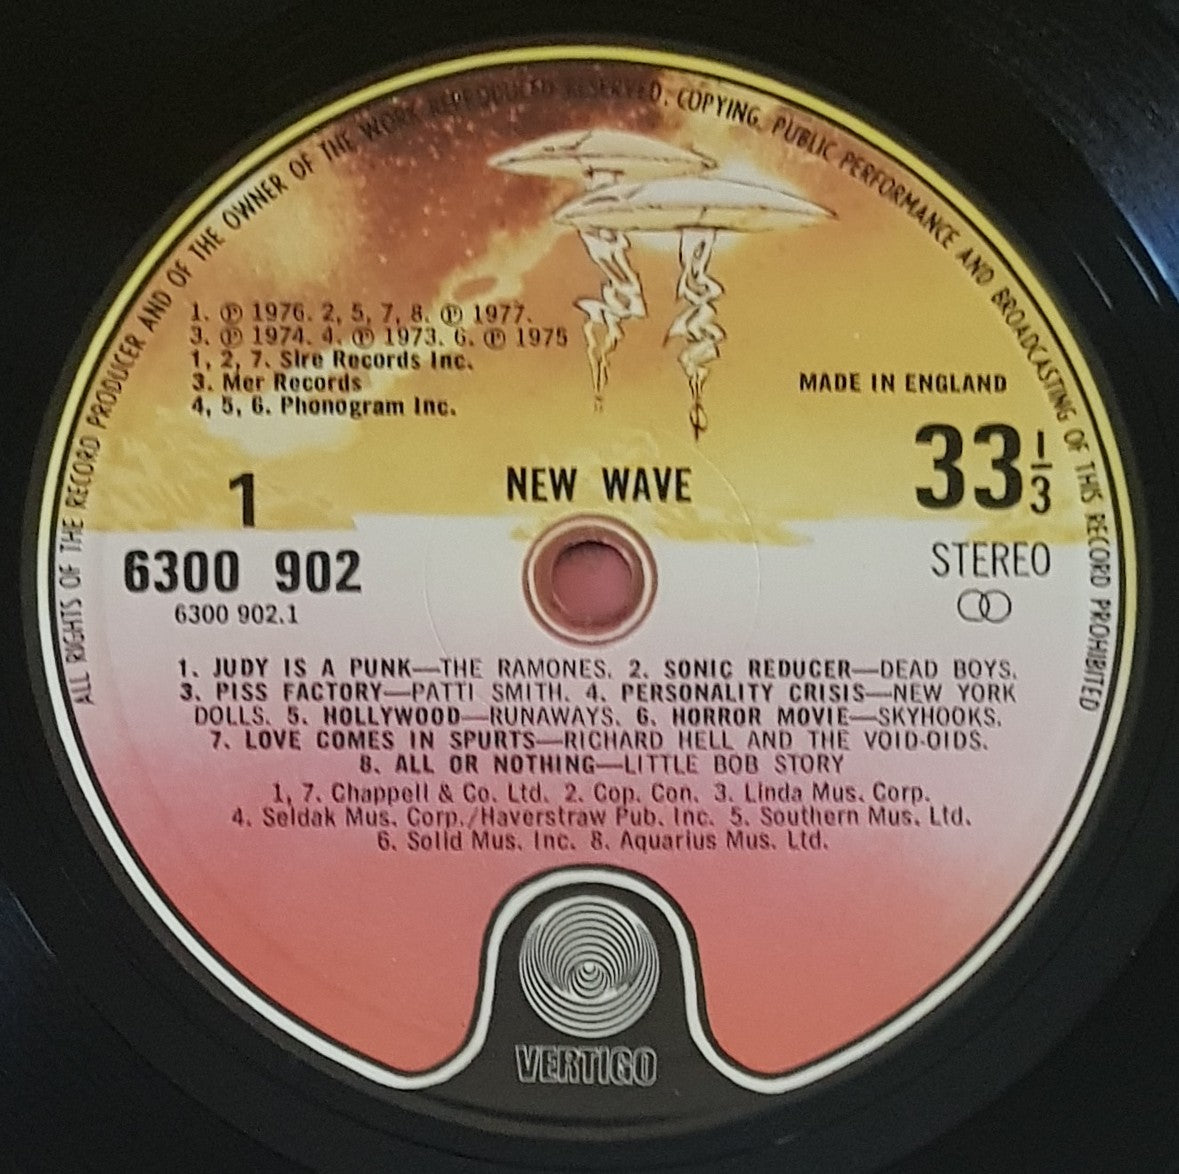 ALL RIGHTS OF THE RECORD PRODUCER AND OF THE OWNER OF THE WORK REPRODUCED RESERVED. COPYING, PUBLIC PERFORMANCE AND BROADCASTING OF THIS RECORD PROHIBITED
1. ℗ 1976. 2, 5, 7, 8. ℗ 1977.
3. ℗ 1974. 4. ℗ 1973. 6. ℗ 1975
1, 2, 7. Sire Records Inc.
3. Mer Records
4, 5, 6. Phonogram Inc.
MADE IN ENGLAND
33 1/3
1
NEW WAVE
6300 902
6300 902.1
STEREO
1. JUDY IS A PUNK—THE RAMONES. 2. SONIC REDUCER—DEAD BOYS.
3. PISS FACTORY—PATTI SMITH. 4. PERSONALITY CRISIS—NEW YORK
DOLLS. 5. HOLLYWOOD—RUNAWAYS. 6. HORROR MOVIE—SKYHOOKS.
7. LOVE COMES IN SPURTS—RICHARD HELL AND THE VOID-OIDS.
8. ALL OR NOTHING—LITTLE BOB STORY
1, 7. Chappell & Co. Ltd. 2. Cop. Con. 3. Linda Mus. Corp.
4. Seldak Mus. Corp./Haverstraw Pub. Inc. 5. Southern Mus. Ltd.
6. Solid Mus. Inc. 8. Aquarius Mus. Ltd.
VERTIGO